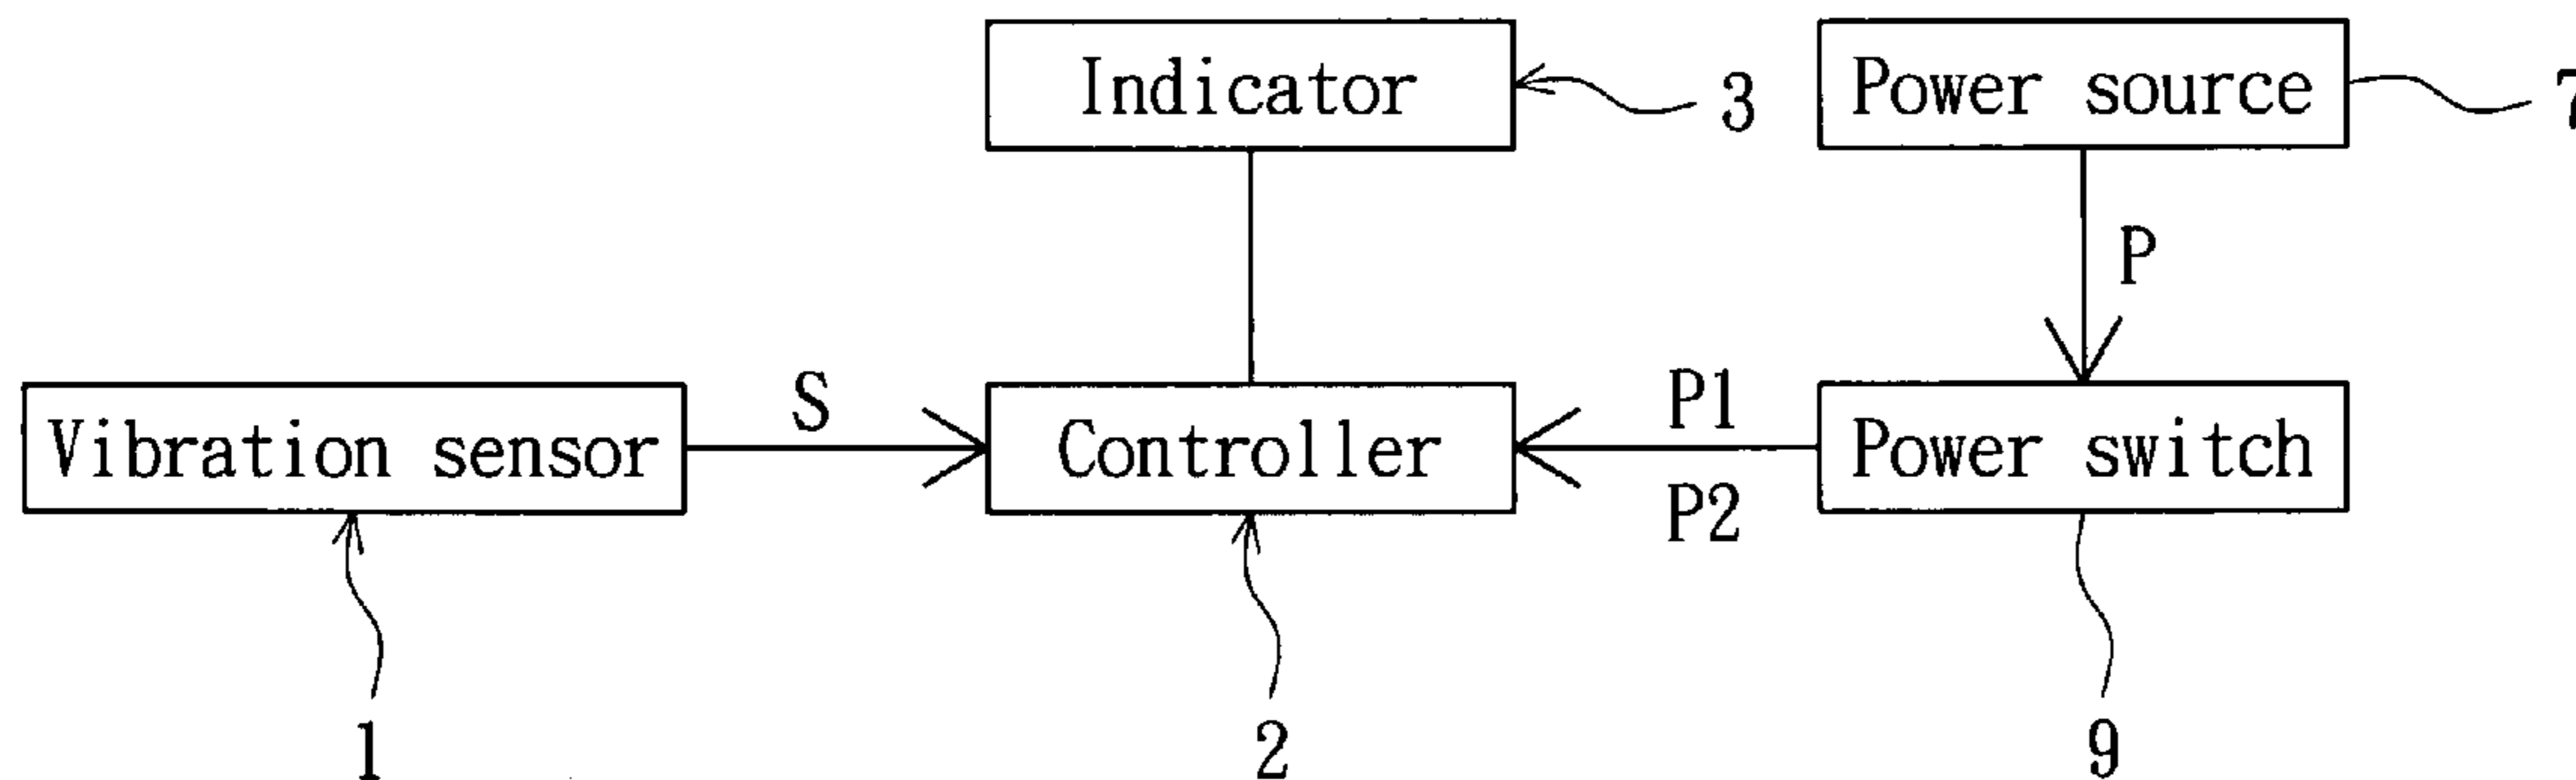 Indicator
3
Power source
7
P
Vibration sensor
S
Controller
P1
P2
Power switch
1
2
9